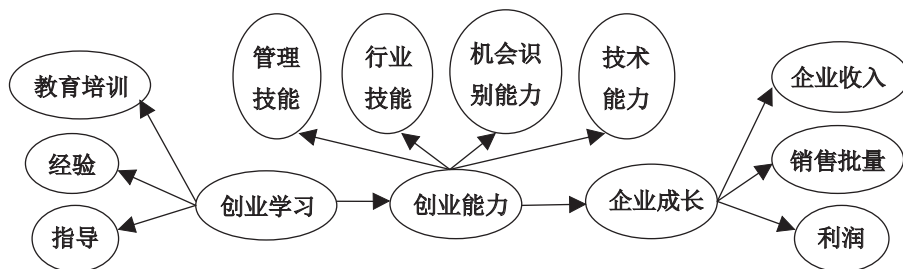 管理
技能
行业
技能
机会识
别能力
技术
能力
教育培训
企业收入
经验
销售批量
创业学习
创业能力
企业成长
指导
利润